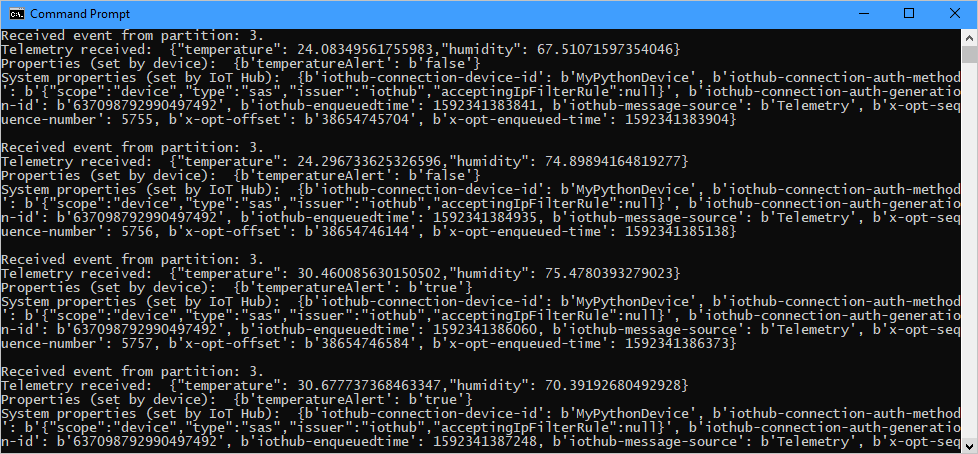 Command Prompt
Received event from partition: 3.
Telemetry received:  {"temperature": 24.08349561755983,"humidity": 67.51071597354046}
Properties (set by device):  {b'temperatureAlert': b'false'}
System properties (set by IoT Hub):  {b'iothub-connection-device-id': b'MyPythonDevice', b'iothub-connection-auth-method
': b'{"scope":"device","type":"sas","issuer":"iothub","acceptingIpFilterRule":null}', b'iothub-connection-auth-generatio
n-id': b'637098792990497492', b'iothub-enqueuedtime': 1592341383841, b'iothub-message-source': b'Telemetry', b'x-opt-seq
uence-number': 5755, b'x-opt-offset': b'38654745704', b'x-opt-enqueued-time': 1592341383904}
Received event from partition: 3.
Telemetry received:  {"temperature": 24.296733625326596,"humidity": 74.89894164819277}
Properties (set by device):  {b'temperatureAlert': b'false'}
System properties (set by IoT Hub):  {b'iothub-connection-device-id': b'MyPythonDevice', b'iothub-connection-auth-method
': b'{"scope":"device","type":"sas","issuer":"iothub","acceptingIpFilterRule":null}', b'iothub-connection-auth-generatio
n-id': b'637098792990497492', b'iothub-enqueuedtime': 1592341384935, b'iothub-message-source': b'Telemetry', b'x-opt-seq
uence-number': 5756, b'x-opt-offset': b'38654746144', b'x-opt-enqueued-time': 1592341385138}
Received event from partition: 3.
Telemetry received:  {"temperature": 30.460085630150502,"humidity": 75.4780393279023}
Properties (set by device):  {b'temperatureAlert': b'true'}
System properties (set by IoT Hub):  {b'iothub-connection-device-id': b'MyPythonDevice', b'iothub-connection-auth-method
': b'{"scope":"device","type":"sas","issuer":"iothub","acceptingIpFilterRule":null}', b'iothub-connection-auth-generatio
n-id': b'637098792990497492', b'iothub-enqueuedtime': 1592341386060, b'iothub-message-source': b'Telemetry', b'x-opt-seq
uence-number': 5757, b'x-opt-offset': b'38654746584', b'x-opt-enqueued-time': 1592341386373}
Received event from partition: 3.
Telemetry received:  {"temperature": 30.677737368463347,"humidity": 70.39192680492928}
Properties (set by device):  {b'temperatureAlert': b'true'}
System properties (set by IoT Hub):  {b'iothub-connection-device-id': b'MyPythonDevice', b'iothub-connection-auth-method
': b'{"scope":"device","type":"sas","issuer":"iothub","acceptingIpFilterRule":null}', b'iothub-connection-auth-generatio
n-id': b'637098792990497492', b'iothub-enqueuedtime': 1592341387248, b'iothub-message-source': b'Telemetry', b'x-opt-seq